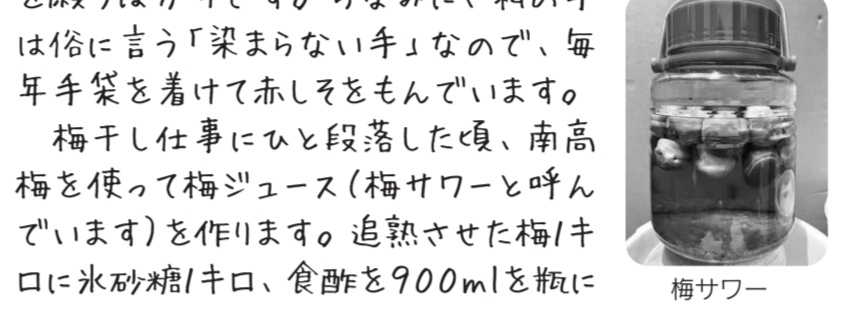 は俗に言う「染まらない手」なので、毎
年手袋を着けて赤しそをもんでいます。
　梅干し仕事にひと段落した頃、南高
梅を使って梅ジュース(梅サワーと呼ん
でいます)を作ります。追熟させた梅1キ
ロに氷砂糖1キロ、食酢を900mlを瓶に
梅サワー